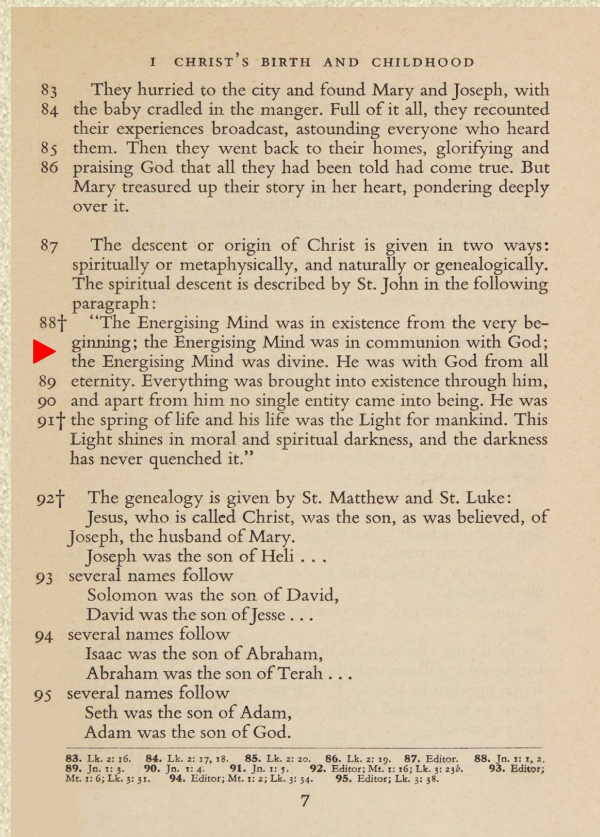 I CHRIST'S BIRTH AND CHILDHOOD
83 They hurried to the city and found Mary and Joseph, with
84 the baby cradled in the manger. Full of it all, they recounted
their experiences broadcast, astounding everyone who heard
85 them. Then they went back to their homes, glorifying and
86 praising God that all they had been told had come true. But
Mary treasured up their story in her heart, pondering deeply
over it.
87 The descent or origin of Christ is given in two ways:
spiritually or metaphysically, and naturally or genealogically.
The spiritual descent is described by St. John in the following
paragraph:
88† "The Energising Mind was in existence from the very be-
ginning; the Energising Mind was in communion with God;
the Energising Mind was divine. He was with God from all
89 eternity. Everything was brought into existence through him,
90 and apart from him no single entity came into being. He was
91† the spring of life and his life was the Light for mankind. This
Light shines in moral and spiritual darkness, and the darkness
has never quenched it."
92† The genealogy is given by St. Matthew and St. Luke:
Jesus, who is called Christ, was the son, as was believed, of
Joseph, the husband of Mary.
Joseph was the son of Heli . . .
93 several names follow
Solomon was the son of David,
David was the son of Jesse . . .
94 several names follow
Isaac was the son of Abraham,
Abraham was the son of Terah . . .
95 several names follow
Seth was the son of Adam,
Adam was the son of God.
83. Lk. 2: 16. 84. Lk. 2: 17, 18. 85. Lk. 2: 20. 86. Lk. 2: 19. 87. Editor. 88. Jn. 1: 1, 2.
89. Jn. 1: 3. 90. Jn. 1: 4. 91. Jn. 1: 5. 92. Editor; Mt. 1: 16; Lk. 3: 23b. 93. Editor;
Mt. 1: 6; Lk. 3: 31. 94. Editor; Mt. 1: 2; Lk. 3: 34. 95. Editor; Lk. 3: 38.
7